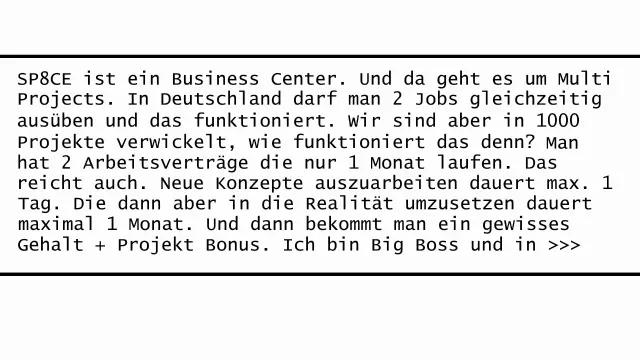 SP8CE ist ein Business Center. Und da geht es um Multi
Projects. In Deutschland darf man 2 Jobs gleichzeitig
ausüben und das funktioniert. Wir sind aber in 1000
Projekte verwickelt, wie funktioniert das denn? Man
hat 2 Arbeitsverträge die nur 1 Monat laufen. Das
reicht auch. Neue Konzepte auszuarbeiten dauert max. 1
Tag. Die dann aber in die Realität umzusetzen dauert
maximal 1 Monat. Und dann bekommt man ein gewisses
Gehalt + Projekt Bonus. Ich bin Big Boss und in >>>